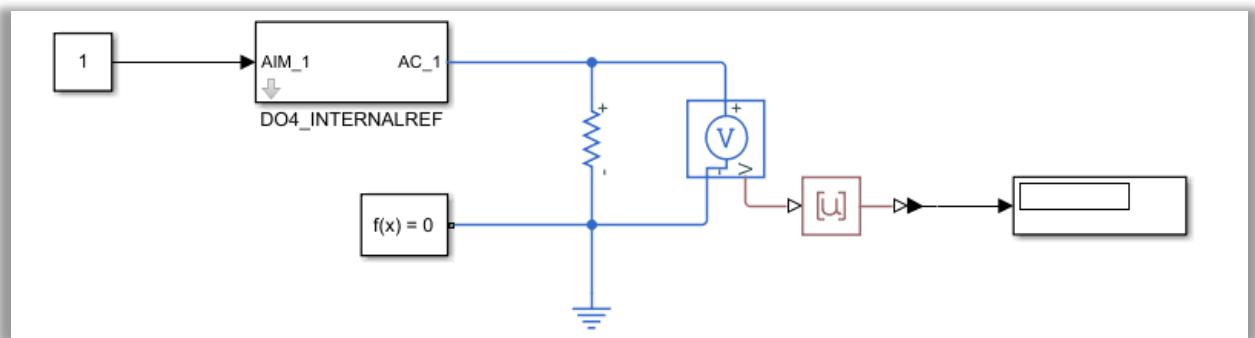 1
AIM_1 AC_1
DO4_INTERNALREF
+
+
V
-
- V
[u]
f(x) = 0